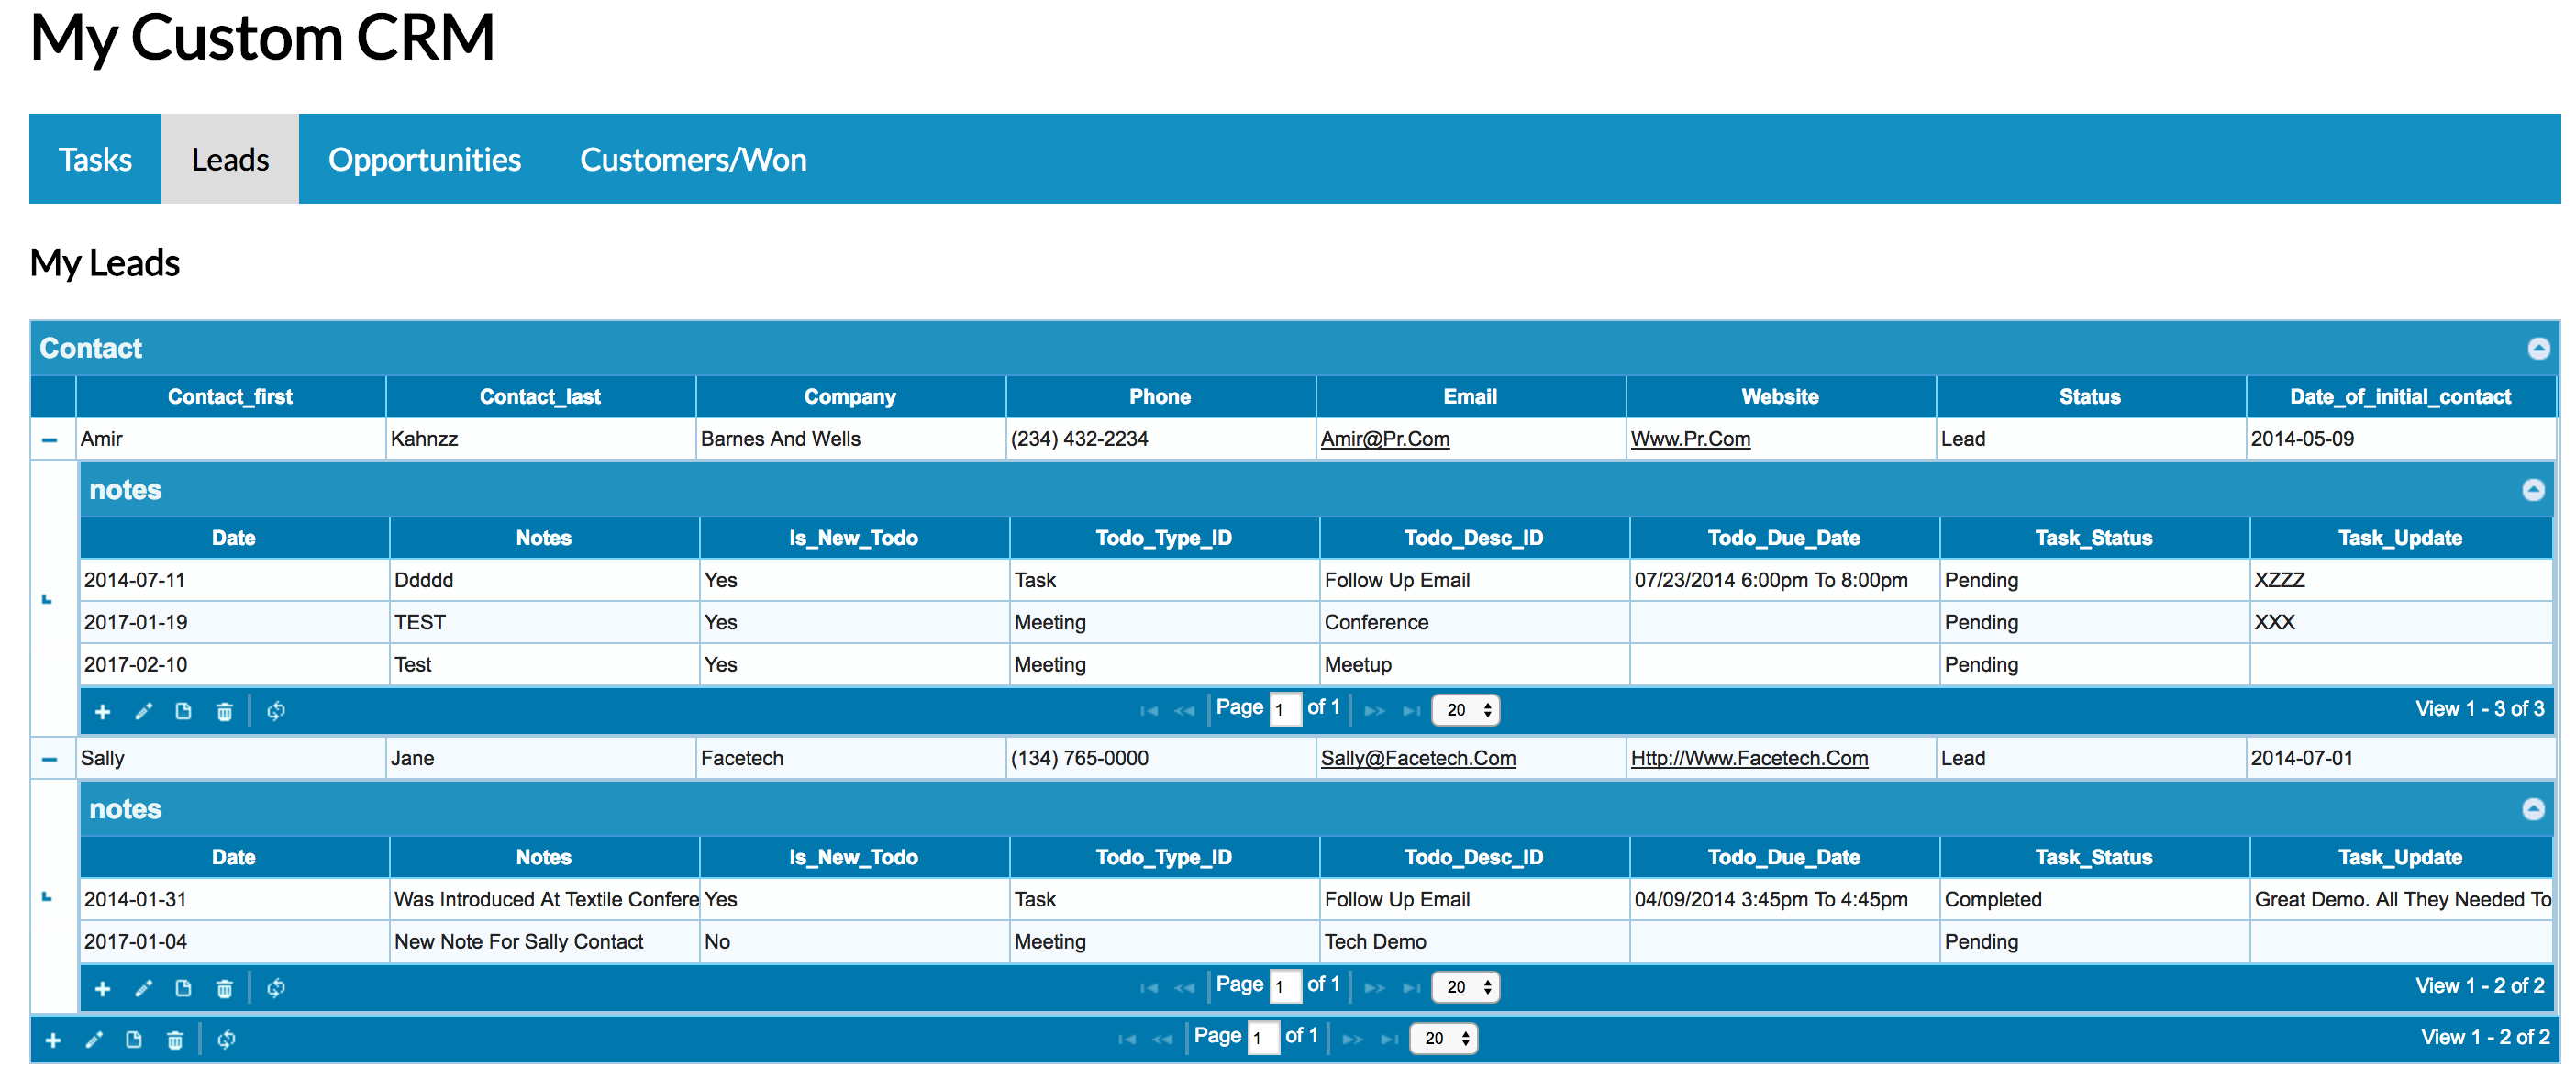 My Custom CRM
Tasks Leads Opportunities Customers/Won
My Leads
Contact
Contact_first Contact_last Company Phone Email Website Status Date_of_initial_contact
Amir Kahnzz Barnes And Wells (234) 432-2234 Amir@Pr.Com Www.Pr.Com Lead 2014-05-09
notes
Date Notes Is_New_Todo Todo_Type_ID Todo_Desc_ID Todo_Due_Date Task_Status Task_Update
2014-07-11 Ddddd Yes Task Follow Up Email 07/23/2014 6:00pm To 8:00pm Pending XZZZ
2017-01-19 TEST Yes Meeting Conference Pending XXX
2017-02-10 Test Yes Meeting Meetup Pending
Page 1 of 1 20 View 1 - 3 of 3
Sally Jane Facetech (134) 765-0000 Sally@Facetech.Com Http://Www.Facetech.Com Lead 2014-07-01
notes
Date Notes Is_New_Todo Todo_Type_ID Todo_Desc_ID Todo_Due_Date Task_Status Task_Update
2014-01-31 Was Introduced At Textile Confere Yes Task Follow Up Email 04/09/2014 3:45pm To 4:45pm Completed Great Demo. All They Needed To
2017-01-04 New Note For Sally Contact No Meeting Tech Demo Pending
Page 1 of 1 20 View 1 - 2 of 2
Page 1 of 1 20 View 1 - 2 of 2